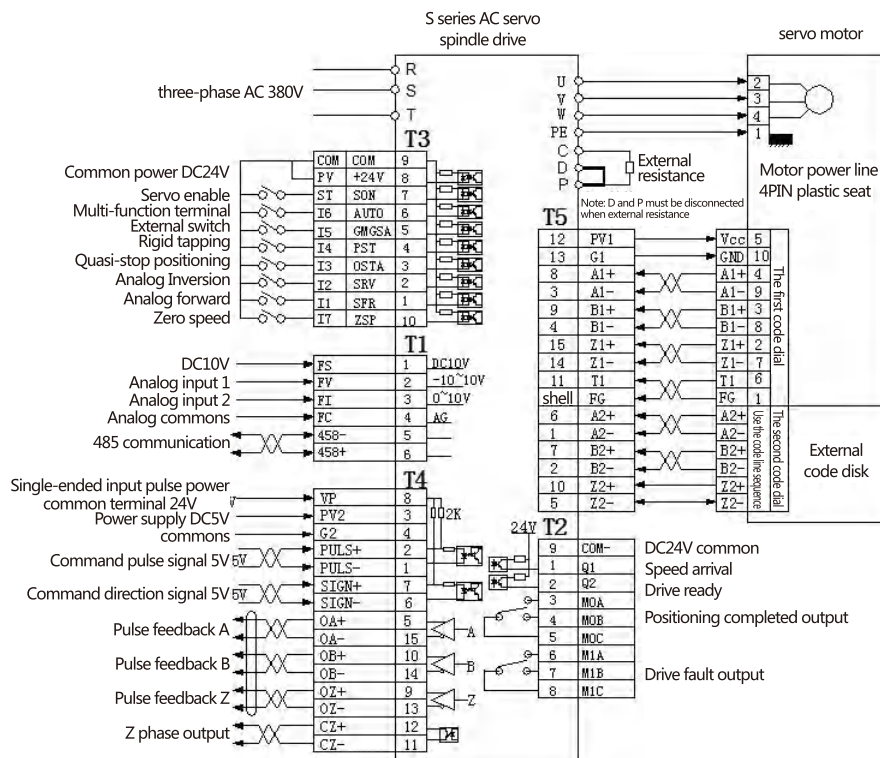 S series AC servo
spindle drive
servo motor
three-phase AC 380V
R
S
T
U
V
W
PE
C
D
P
2
3
4
1
External
resistance
Note: D and P must be disconnected
when external resistance
Motor power line
4PIN plastic seat
T3
Common power DC24V
COM COM 9
PV +24V 8
Servo enable ST SON 7
Multi-function terminal I6 AUTO 6
External switch I5 GMGSA 5
Rigid tapping I4 PST 4
Quasi-stop positioning I3 OSTA 3
Analog Inversion I2 SRV 2
Analog forward I1 SFR 1
Zero speed I7 ZSP 10
T1
DC10V FS 1 DC10V
Analog input 1 FV 2 -10~10V
Analog input 2 FI 3 0~10V
Analog commons FC 4 AG
485 communication
458- 5
458+ 6
T4
Single-ended input pulse power
common terminal 24V
VP 8
2K
Power supply DC5V PV2 3
commons G2 4
Command pulse signal 5V
PULS+ 2
PULS- 1
Command direction signal 5V
SIGN+ 7
SIGN- 6
Pulse feedback A
OA+ 5
OA- 15
A
Pulse feedback B
OB+ 10
OB- 14
B
Pulse feedback Z
OZ+ 9
OZ- 13
Z
Z phase output
CZ+ 12
CZ- 11
T5
12 PV1 Vcc 5
13 G1 GND 10
8 A1+ A1+ 4
3 A1- A1- 9
9 B1+ B1+ 3
4 B1- B1- 8
15 Z1+ Z1+ 2
14 Z1- Z1- 7
11 T1 T1 6
shell FG FG 1
6 A2+ A2+
1 A2- A2-
7 B2+ B2+
2 B2- B2-
10 Z2+ Z2+
5 Z2- Z2-
The first code dial
The second code dial
Use the code line sequence
External
code disk
T2
24V
9 COM- DC24V common
1 Q1 Speed arrival
2 Q2 Drive ready
3 MOA
4 MOB Positioning completed output
5 MOC
6 M1A
7 M1B Drive fault output
8 M1C